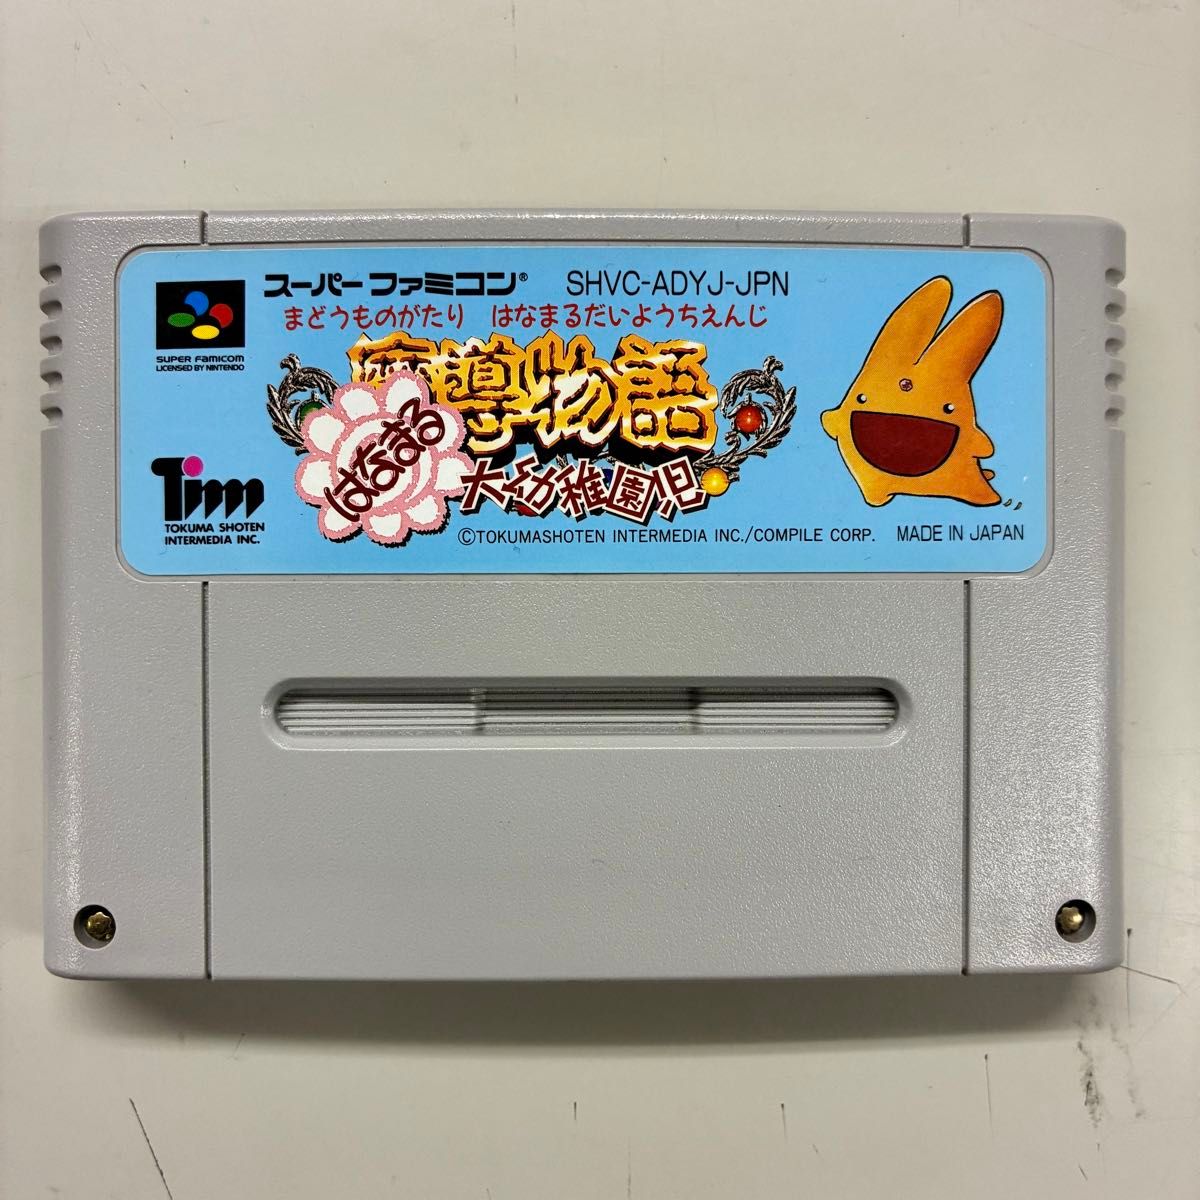 スーパーファミコン® SHVC-ADYJ-JPN
まどうものがたり はなまるだいようちえんじ
SUPER FAMICOM
LICENSED BY NINTENDO
魔導物語
はなまる
大幼稚園児
Tim
TOKUMA SHOTEN
INTERMEDIA INC.
©TOKUMASHOTEN INTERMEDIA INC./COMPILE CORP. MADE IN JAPAN